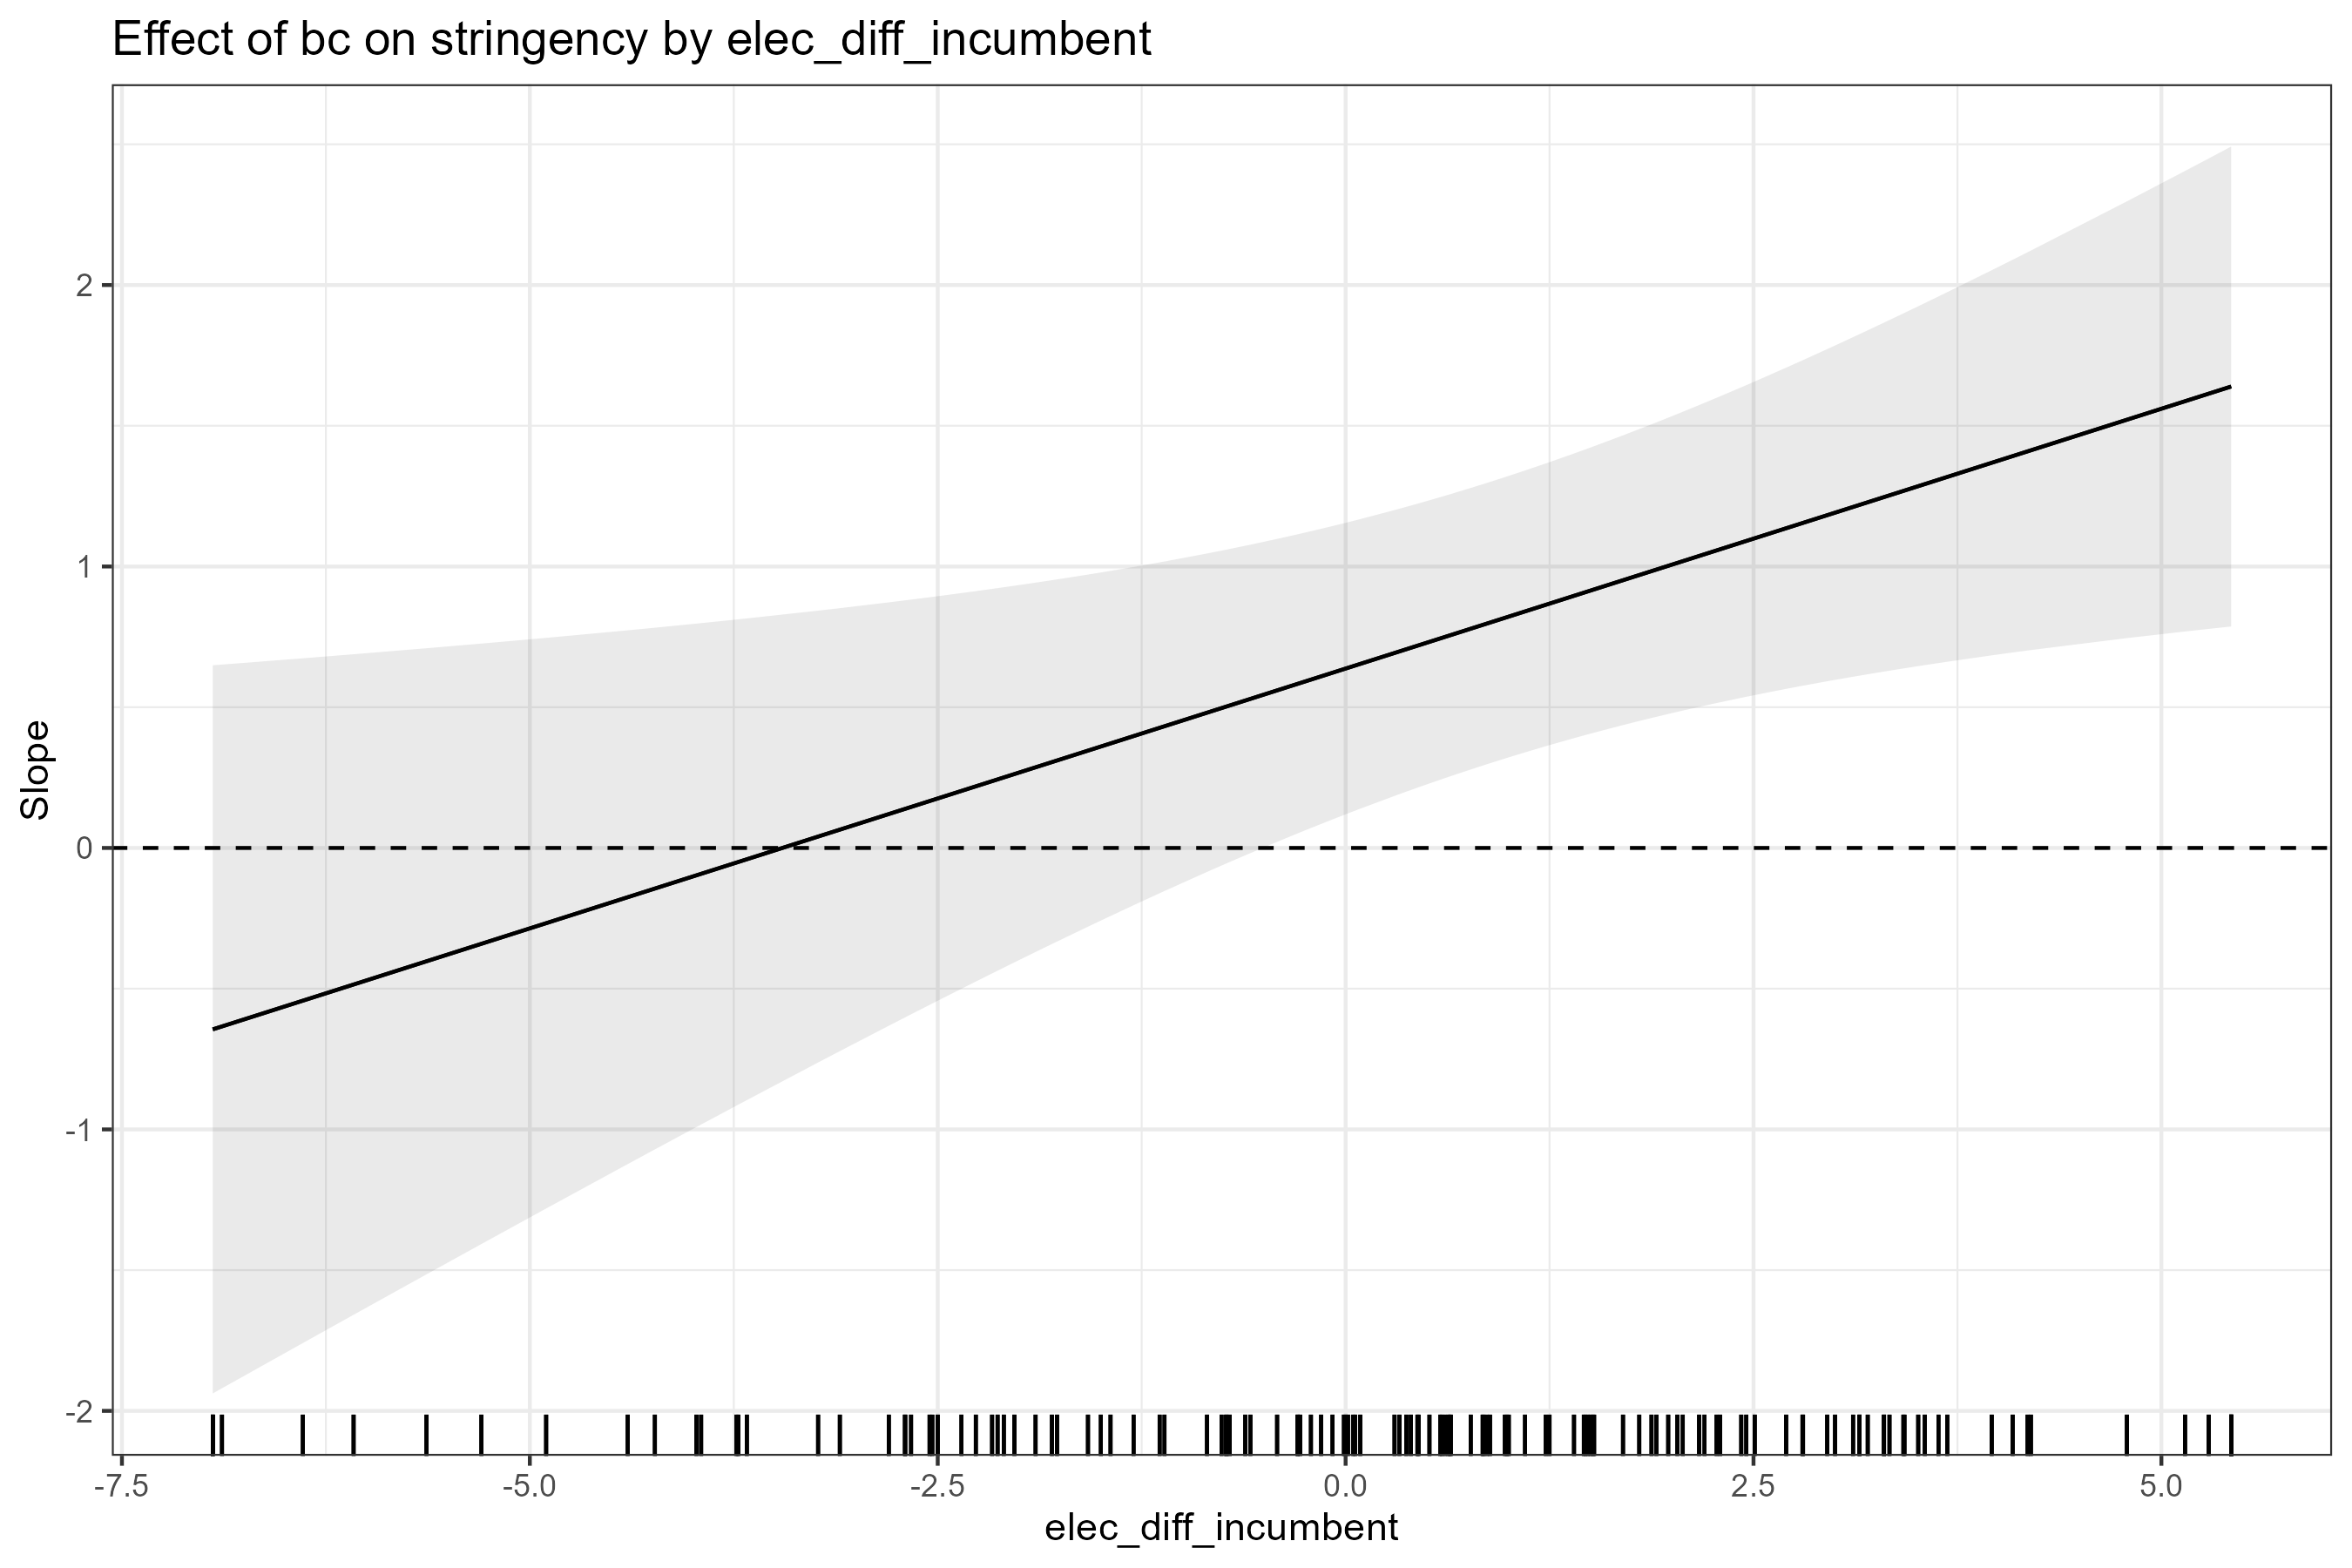 Effect of bc on stringency by elec_diff_incumbent
Slope
2
1
0
-1
-2
-7.5 -5.0 -2.5 0.0 2.5 5.0
elec_diff_incumbent